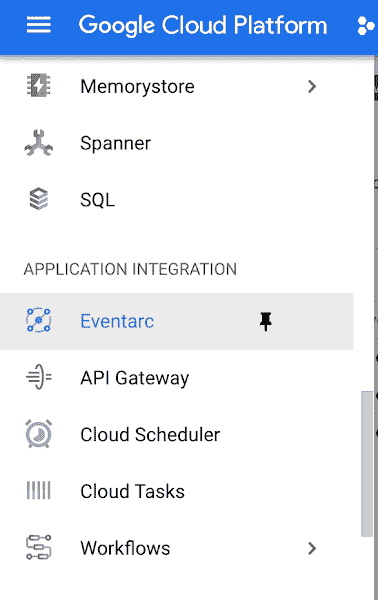 Google Cloud Platform
Memorystore
Spanner
SQL
APPLICATION INTEGRATION
Eventarc
API Gateway
Cloud Scheduler
Cloud Tasks
Workflows